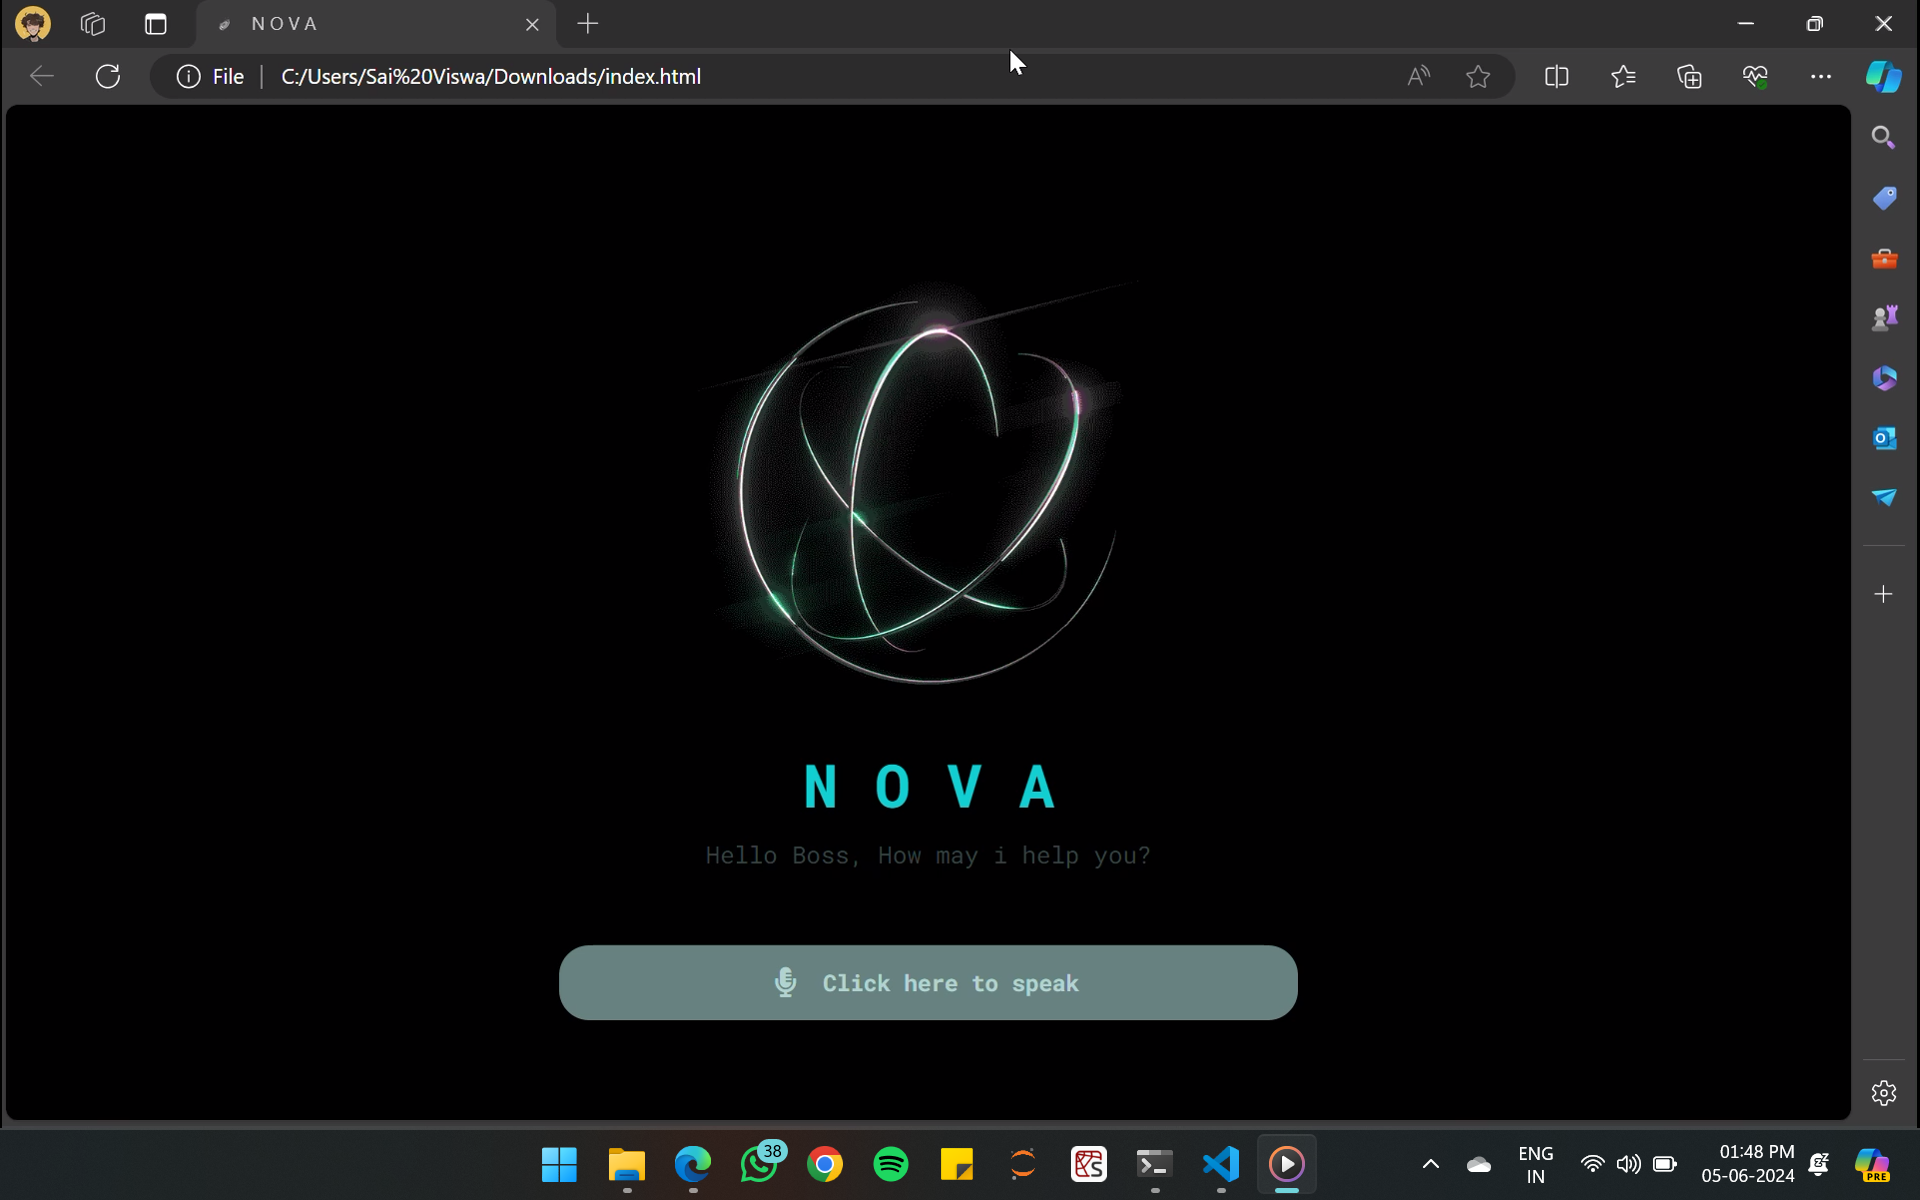 N O V A
File
C:/Users/Sai%20Viswa/Downloads/index.html
N O V A
Hello Boss, How may i help you?
Click here to speak
38
ENG
IN
01:48 PM
05-06-2024
PRE